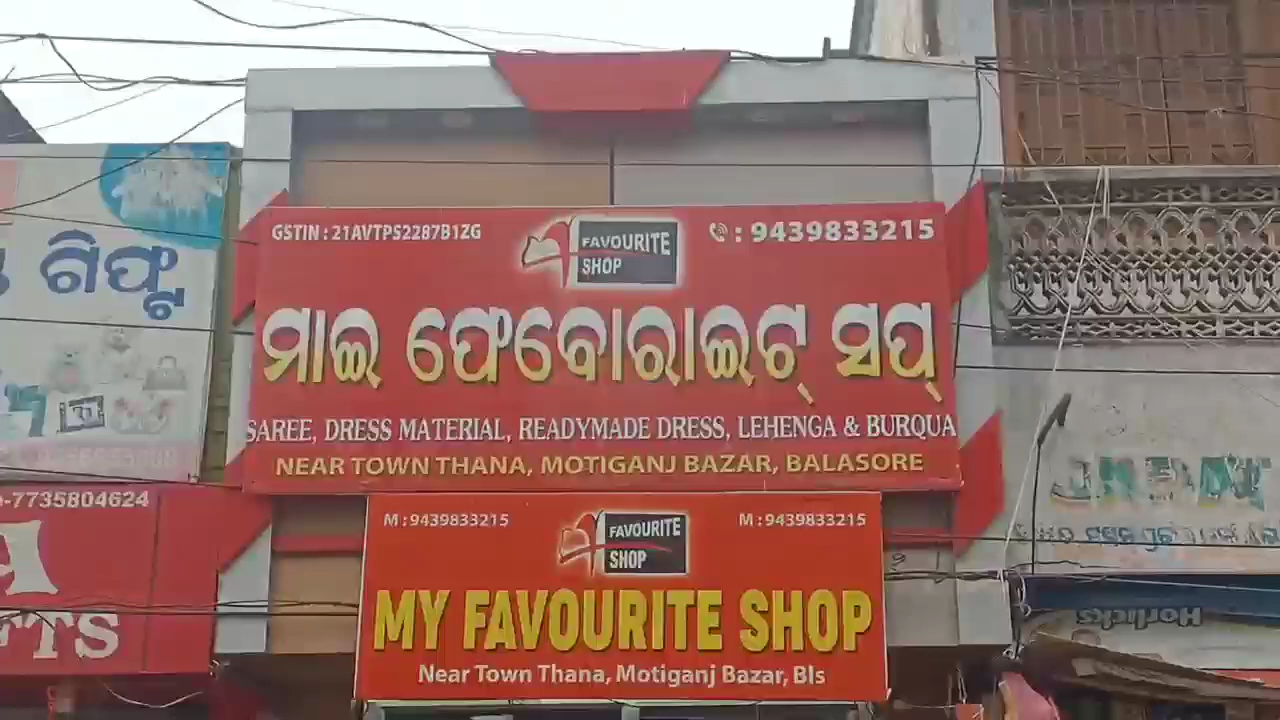 GSTIN : 21AVTPS2287B1ZG
FAVOURITE
SHOP
: 9439833215
ମାଇ ଫେବୋରାଇଟ୍ ସପ୍
SAREE, DRESS MATERIAL, READYMADE DRESS, LEHENGA & BURQUA
NEAR TOWN THANA, MOTIGANJ BAZAR, BALASORE
M : 9439833215
FAVOURITE
SHOP
M : 9439833215
MY FAVOURITE SHOP
Near Town Thana, Motiganj Bazar, Bls
ଗିଫ୍ଟ
-7735804624
FTS
Horlicks